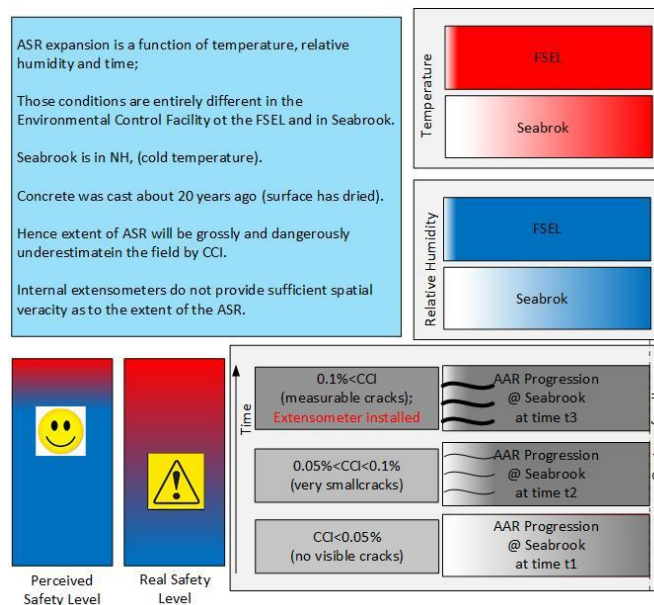 ASR expansion is a function of temperature, relative
humidity and time;
Those conditions are entirely different in the
Environmental Control Facility ot the FSEL and in Seabrook.
Seabrook is in NH, (cold temperature).
Concrete was cast about 20 years ago (surface has dried).
Hence extent of ASR will be grossly and dangerously
underestimatein the field by CCI.
Internal extensometers do not provide sufficient spatial
veracity as to the extent of the ASR.
Temperature
FSEL
Seabrok
Relative Humidity
FSEL
Seabrok
Perceived
Safety Level
Real Safety
Level
Time
0.1%<CCI
(measurable cracks);
Extensometer installed
AAR Progression
@ Seabrook
at time t3
0.05%<CCI<0.1%
(very smallcracks)
AAR Progression
@ Seabrook
at time t2
CCI<0.05%
(no visible cracks)
AAR Progression
@ Seabrook
at time t1